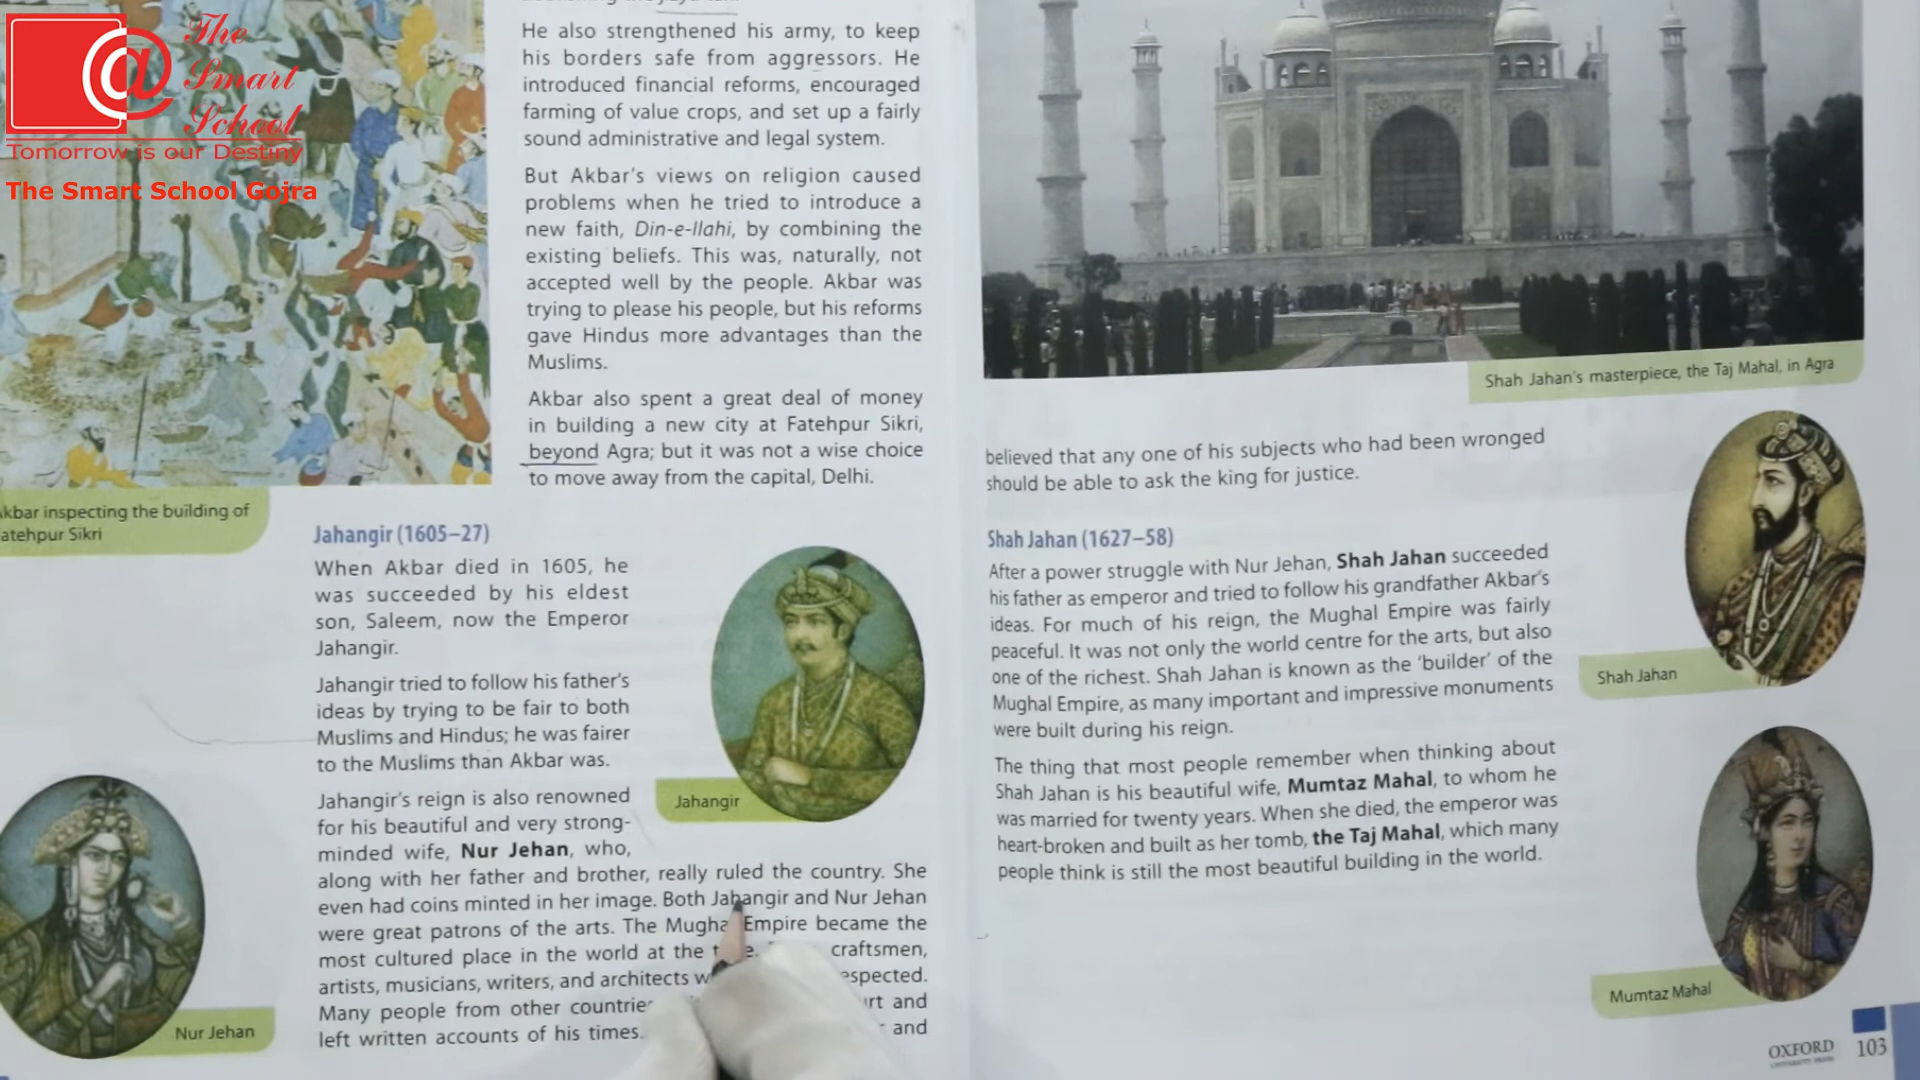 The
Smart
School
Tomorrow is our Destiny
The Smart School Gojra
He also strengthened his army, to keep
his borders safe from aggressors. He
introduced financial reforms, encouraged
farming of value crops, and set up a fairly
sound administrative and legal system.
But Akbar's views on religion caused
problems when he tried to introduce a
new faith, Din-e-Ilahi, by combining the
existing beliefs. This was, naturally, not
accepted well by the people. Akbar was
trying to please his people, but his reforms
gave Hindus more advantages than the
Muslims.
Akbar also spent a great deal of money
in building a new city at Fatehpur Sikri,
beyond Agra; but it was not a wise choice
to move away from the capital, Delhi.
kbar inspecting the building of
atehpur Sikri
Jahangir (1605–27)
When Akbar died in 1605, he
was succeeded by his eldest
son, Saleem, now the Emperor
Jahangir.
Jahangir tried to follow his father's
ideas by trying to be fair to both
Muslims and Hindus; he was fairer
to the Muslims than Akbar was.
Jahangir
Jahangir's reign is also renowned
for his beautiful and very strong-
minded wife, Nur Jehan, who,
along with her father and brother, really ruled the country. She
even had coins minted in her image. Both Jahangir and Nur Jehan
were great patrons of the arts. The Mugha Empire became the
most cultured place in the world at the craftsmen,
artists, musicians, writers, and architects espected.
Many people from other countrie rt and
left written accounts of his times. and
Nur Jehan
Shah Jahan's masterpiece, the Taj Mahal, in Agra
believed that any one of his subjects who had been wronged
should be able to ask the king for justice.
Shah Jahan (1627–58)
After a power struggle with Nur Jehan, Shah Jahan succeeded
his father as emperor and tried to follow his grandfather Akbar's
ideas. For much of his reign, the Mughal Empire was fairly
peaceful. It was not only the world centre for the arts, but also
one of the richest. Shah Jahan is known as the 'builder' of the
Mughal Empire, as many important and impressive monuments
were built during his reign.
Shah Jahan
The thing that most people remember when thinking about
Shah Jahan is his beautiful wife, Mumtaz Mahal, to whom he
was married for twenty years. When she died, the emperor was
heart-broken and built as her tomb, the Taj Mahal, which many
people think is still the most beautiful building in the world.
Mumtaz Mahal
OXFORD
UNIVERSITY PRESS
103